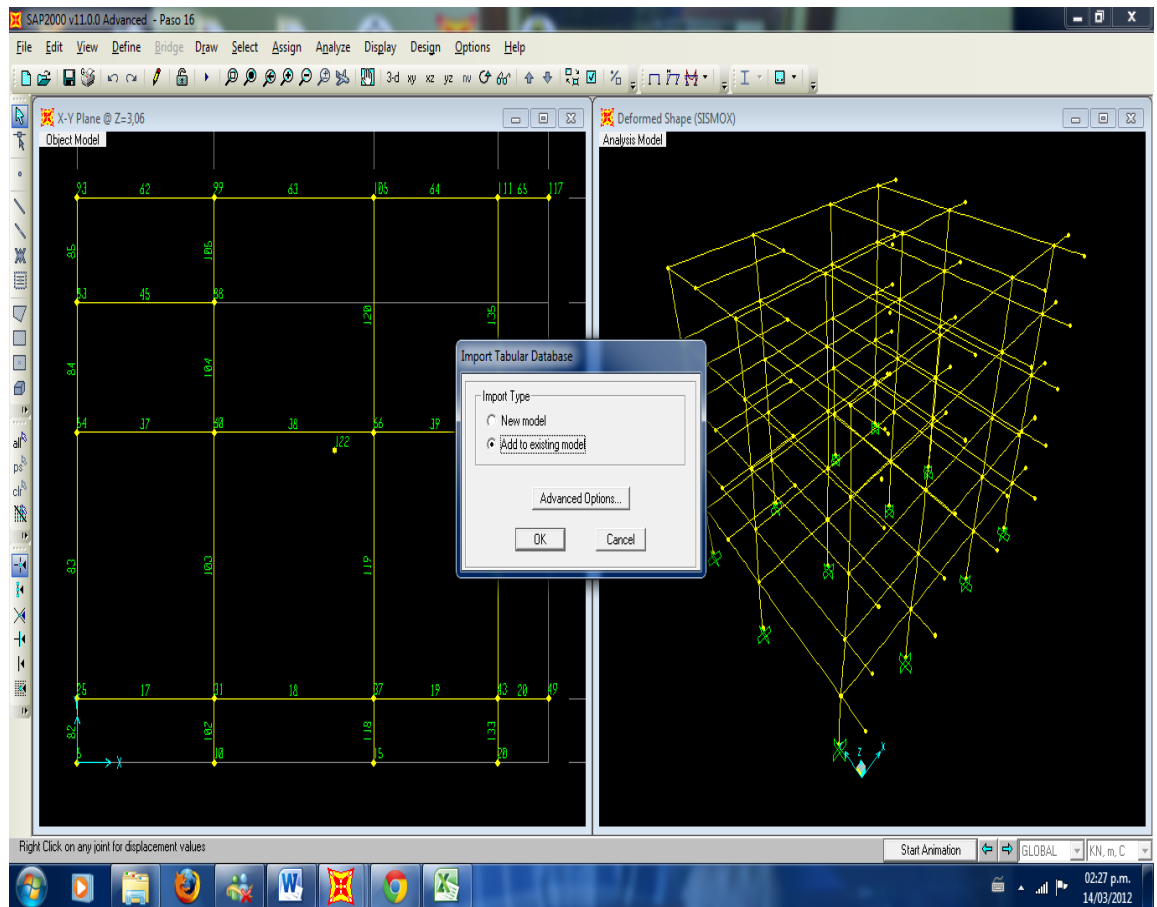 SAP2000 v11.0.0 Advanced - Paso 16
File Edit View Define Bridge Draw Select Assign Analyze Display Design Options Help
3-d xy xz yz nv
X-Y Plane @ Z=3,06
Object Model
93 62 99 63 105 64 111 65 117
85 106
53 45 88
120 135
84 104
54 37 60 38 66 39
122
83 103 119
25 17 31 18 37 19 43 20 49
82 102 118 133
5 10 15 20
X
Deformed Shape (SISMOX)
Analysis Model
Z X
Import Tabular Database
Import Type
New model
Add to existing model
Advanced Options...
OK Cancel
all
ps
clr
Right Click on any joint for displacement values
Start Animation GLOBAL KN, m, C
02:27 p.m.
14/03/2012